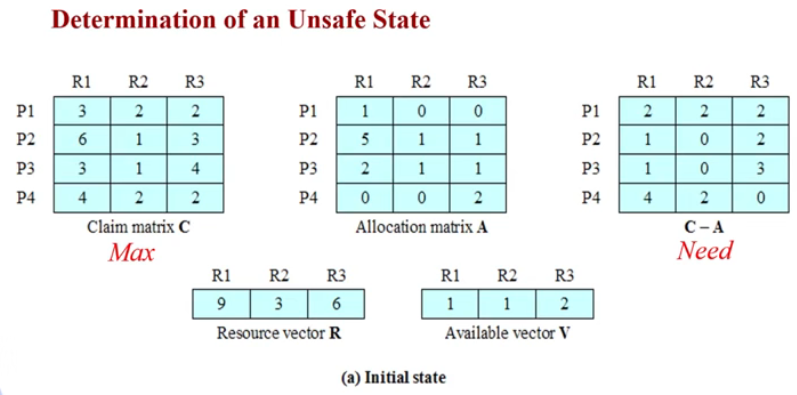 Determination of an Unsafe State
R1 R2 R3
P1 3 2 2
P2 6 1 3
P3 3 1 4
P4 4 2 2
Claim matrix C
Max
R1 R2 R3
P1 1 0 0
P2 5 1 1
P3 2 1 1
P4 0 0 2
Allocation matrix A
R1 R2 R3
P1 2 2 2
P2 1 0 2
P3 1 0 3
P4 4 2 0
C – A
Need
R1 R2 R3
9 3 6
Resource vector R
R1 R2 R3
1 1 2
Available vector V
(a) Initial state